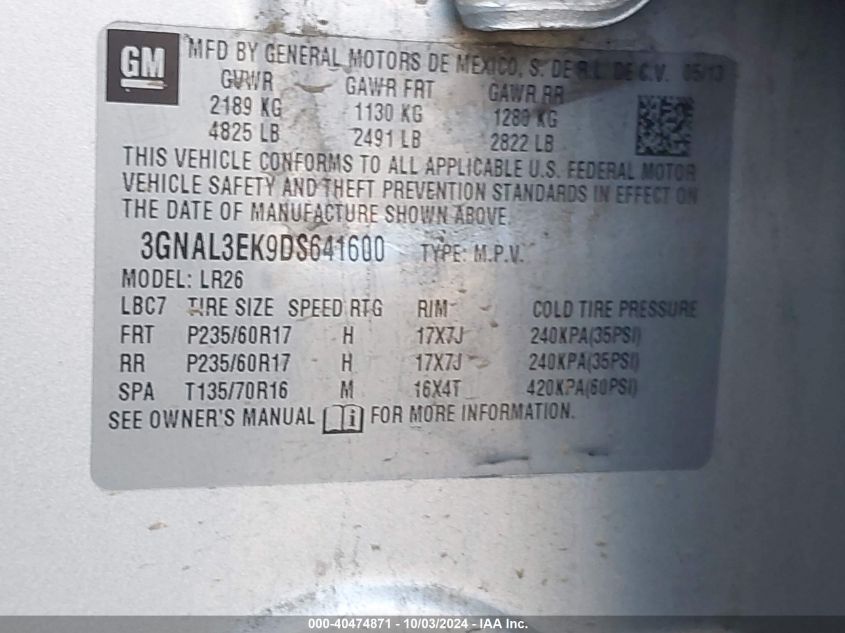 GM MFD BY GENERAL MOTORS DE MEXICO, S. DE R.L. DE C.V. 05/13
GVWR GAWR FRT GAWR RR
2189 KG 1130 KG 1280 KG
4825 LB 2491 LB 2822 LB
THIS VEHICLE CONFORMS TO ALL APPLICABLE U.S. FEDERAL MOTOR
VEHICLE SAFETY AND THEFT PREVENTION STANDARDS IN EFFECT ON
THE DATE OF MANUFACTURE SHOWN ABOVE.
3GNAL3EK9DS641600 TYPE: M.P.V.
MODEL: LR26
LBC7 TIRE SIZE SPEED RTG RIM COLD TIRE PRESSURE
FRT P235/60R17 H 17X7J 240KPA(35PSI)
RR P235/60R17 H 17X7J 240KPA(35PSI)
SPA T135/70R16 M 16X4T 420KPA(60PSI)
SEE OWNER'S MANUAL i FOR MORE INFORMATION.
000-40474871 - 10/03/2024 - IAA Inc.